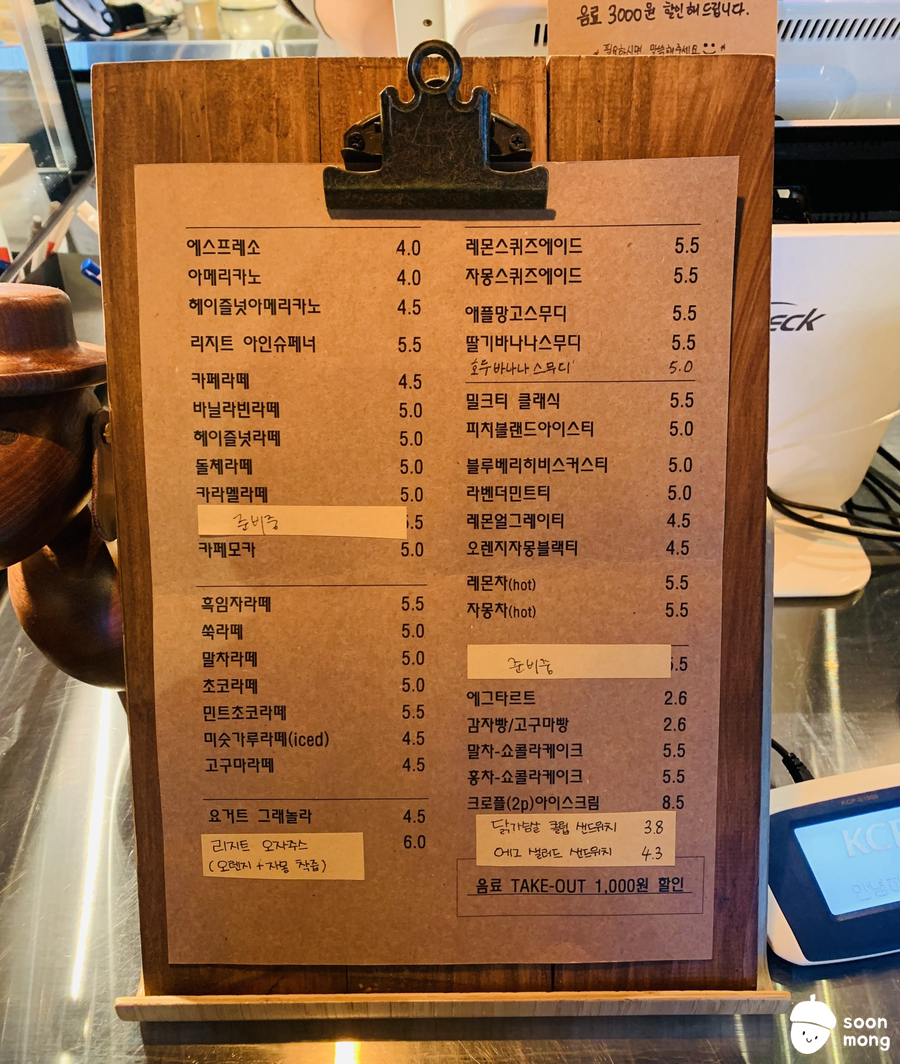 음료 3000원 할인해드립니다.
필요하시면 말씀해주세요
에스프레소 4.0
아메리카노 4.0
헤이즐넛아메리카노 4.5
리지트 아인슈페너 5.5
카페라떼 4.5
바닐라빈라떼 5.0
헤이즐넛라떼 5.0
돌체라떼 5.0
카라멜라떼 5.0
준비중 .5
카페모카 5.0
흑임자라떼 5.5
쑥라떼 5.0
말차라떼 5.0
초코라떼 5.0
민트초코라떼 5.5
미숫가루라떼(iced) 4.5
고구마라떼 4.5
요거트 그래놀라 4.5
리지트 오자주스 6.0
(오렌지+자몽 착즙)
레몬스퀴즈에이드 5.5
자몽스퀴즈에이드 5.5
애플망고스무디 5.5
딸기바나나스무디 5.5
호두바나나스무디 5.0
밀크티 클래식 5.5
피치블랜드아이스티 5.0
블루베리히비스커스티 5.0
라벤더민트티 5.0
레몬얼그레이티 4.5
오렌지자몽블랙티 4.5
레몬차(hot) 5.5
자몽차(hot) 5.5
준비중 .5
에그타르트 2.6
감자빵/고구마빵 2.6
말차-쇼콜라케이크 5.5
홍차-쇼콜라케이크 5.5
크로플(2p)아이스크림 8.5
닭가슴살 클럽 샌드위치 3.8
에그 샐러드 샌드위치 4.3
음료 TAKE-OUT 1,000원 할인
ECK
KCP
soon
mong